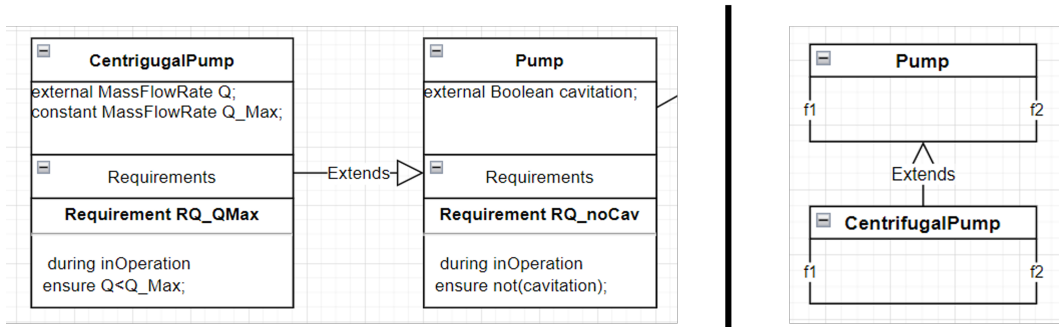 CentrigugalPump
external MassFlowRate Q;
constant MassFlowRate Q_Max;
Requirements
Requirement RQ_QMax
during inOperation
ensure Q<Q_Max;
Extends
Pump
external Boolean cavitation;
Requirements
Requirement RQ_noCav
during inOperation
ensure not(cavitation);
Pump
f1
f2
Extends
CentrifugalPump
f1
f2